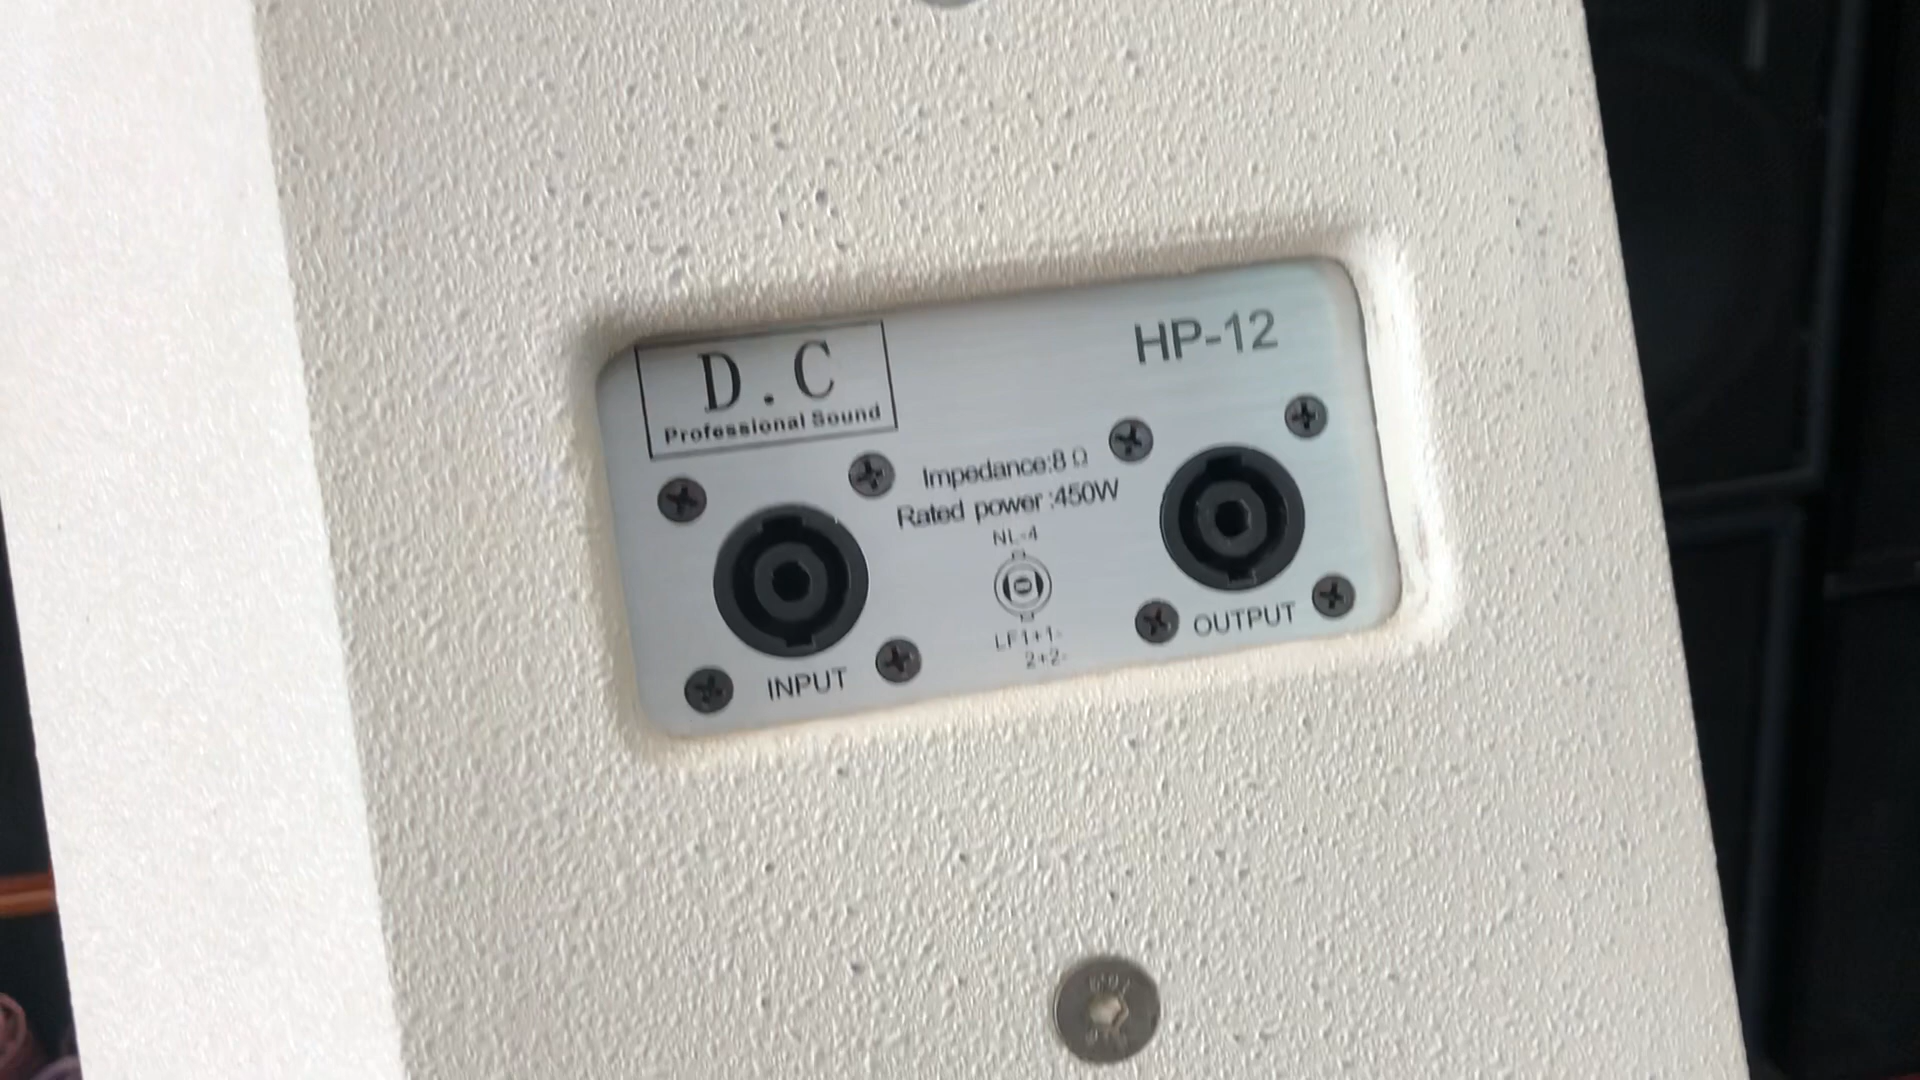 D.C
Professional Sound
HP-12
Impedance:8 Ω
Rated power :450W
NL-4
LF1+1-
2+2-
INPUT
OUTPUT